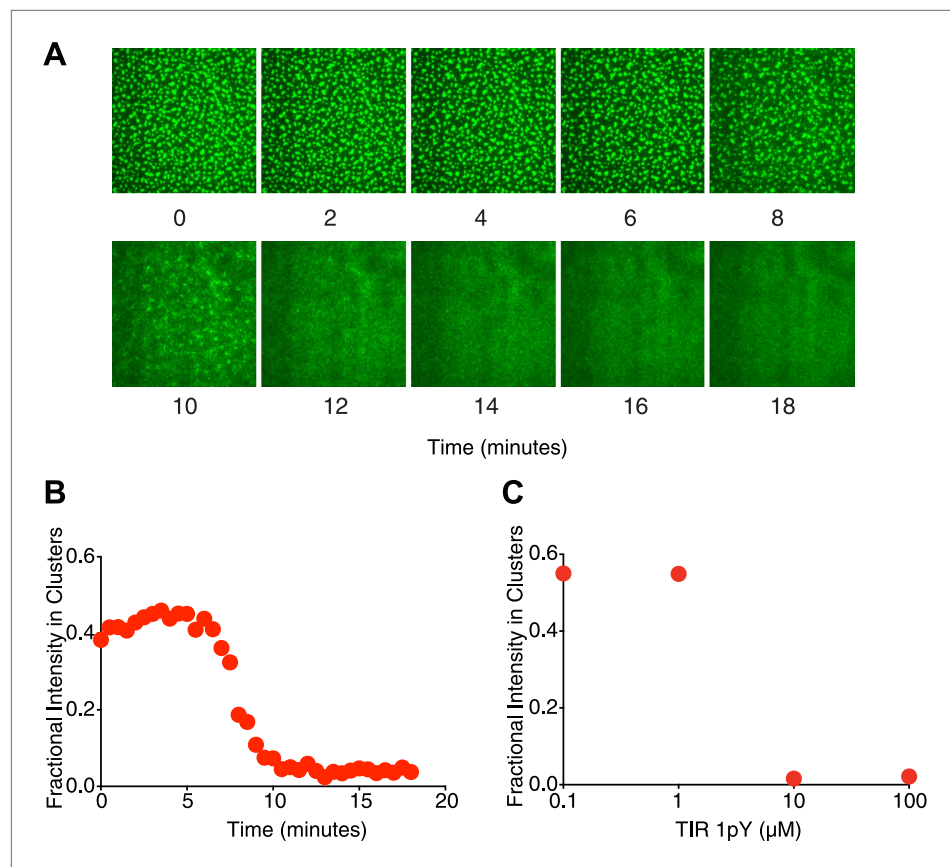 A
0 2 4 6 8
10 12 14 16 18
Time (minutes)
B
Fractional Intensity in Clusters
0.6
0.4
0.2
0.0
0 5 10 15 20
Time (minutes)
C
Fractional Intensity in Clusters
0.6
0.4
0.2
0.0
0.1 1 10 100
TIR 1pY (μM)